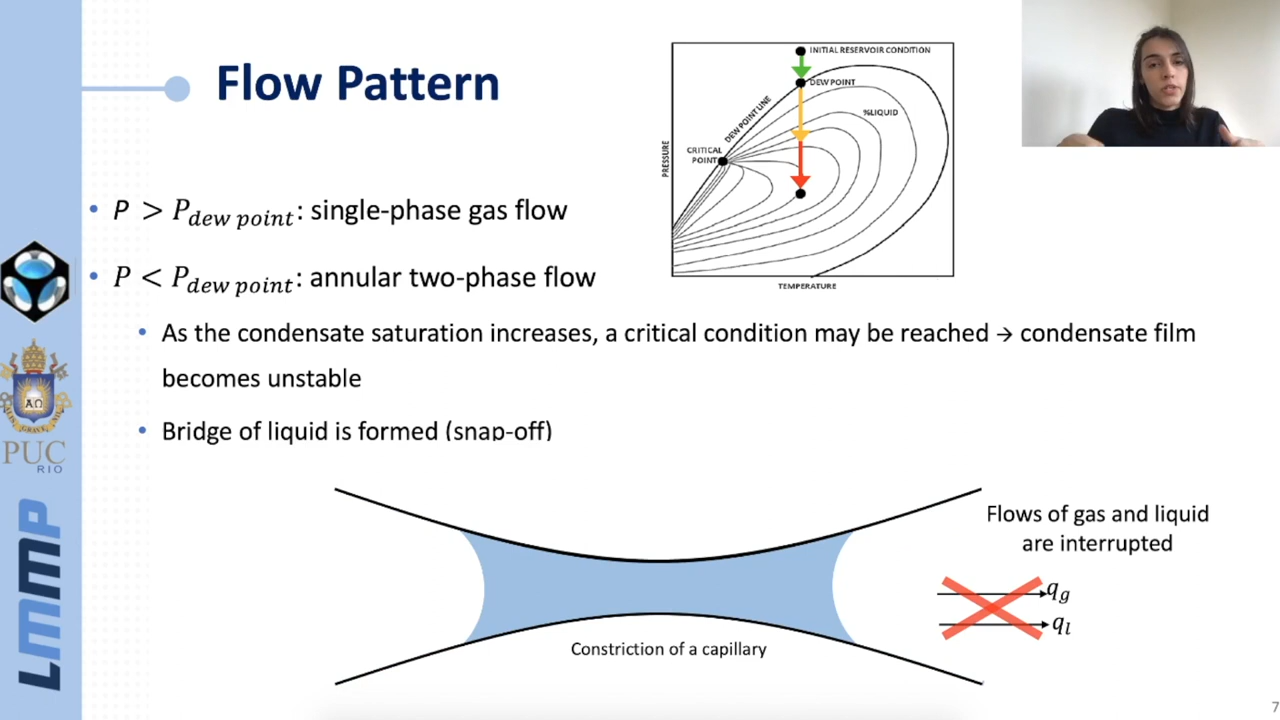 Flow Pattern
INITIAL RESERVOIR CONDITION
DEW POINT
DEW POINT LINE
%LIQUID
CRITICAL
POINT
PRESSURE
TEMPERATURE
• P > P_dew point: single-phase gas flow
• P < P_dew point: annular two-phase flow
• As the condensate saturation increases, a critical condition may be reached → condensate film
becomes unstable
• Bridge of liquid is formed (snap-off)
Flows of gas and liquid
are interrupted
q_g
q_l
Constriction of a capillary
ΑΩ
PUC
RIO
LMMP
7